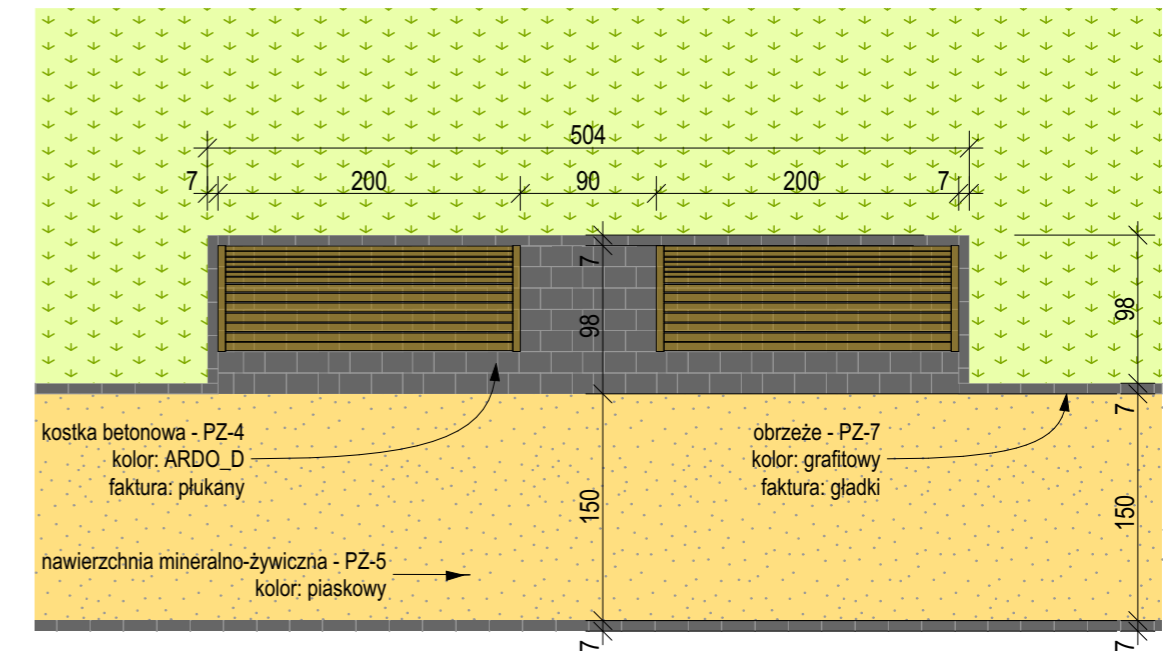 504
7 200 90 200 7
7
98
98
7
kostka betonowa - PZ-4
kolor: ARDO_D
faktura: płukany
obrzeże - PZ-7
kolor: grafitowy
faktura: gładki
150
150
nawierzchnia mineralno-żywiczna - PZ-5
kolor: piaskowy
7
7